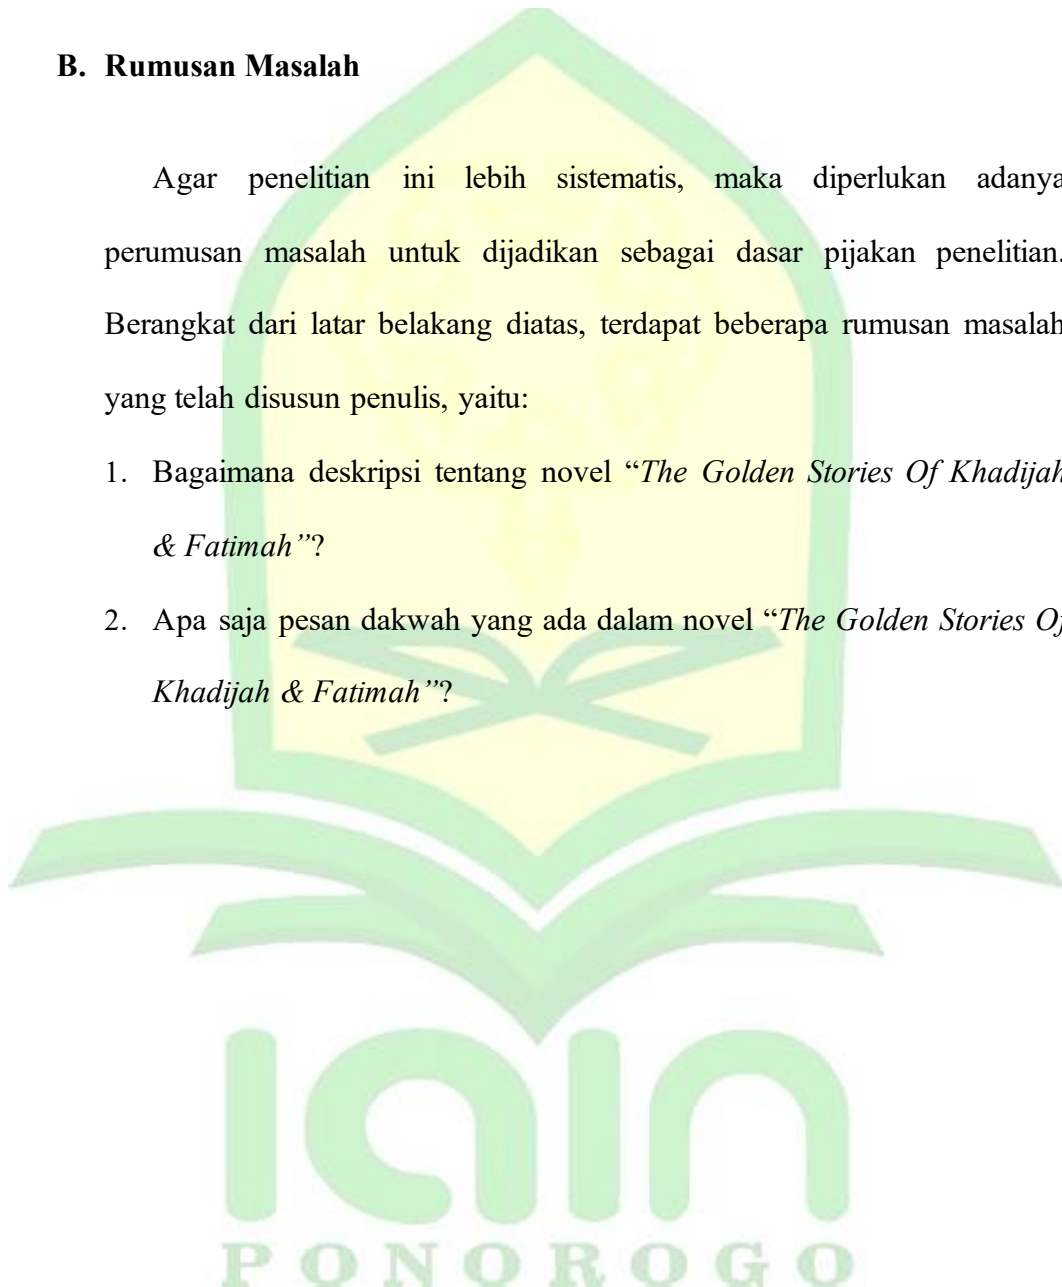 B. Rumusan Masalah
Agar penelitian ini lebih sistematis, maka diperlukan adanya
perumusan masalah untuk dijadikan sebagai dasar pijakan penelitian.
Berangkat dari latar belakang diatas, terdapat beberapa rumusan masalah
yang telah disusun penulis, yaitu:
1. Bagaimana deskripsi tentang novel “The Golden Stories Of Khadijah
& Fatimah”?
2. Apa saja pesan dakwah yang ada dalam novel “The Golden Stories Of
Khadijah & Fatimah”?
iain
PONOROGO